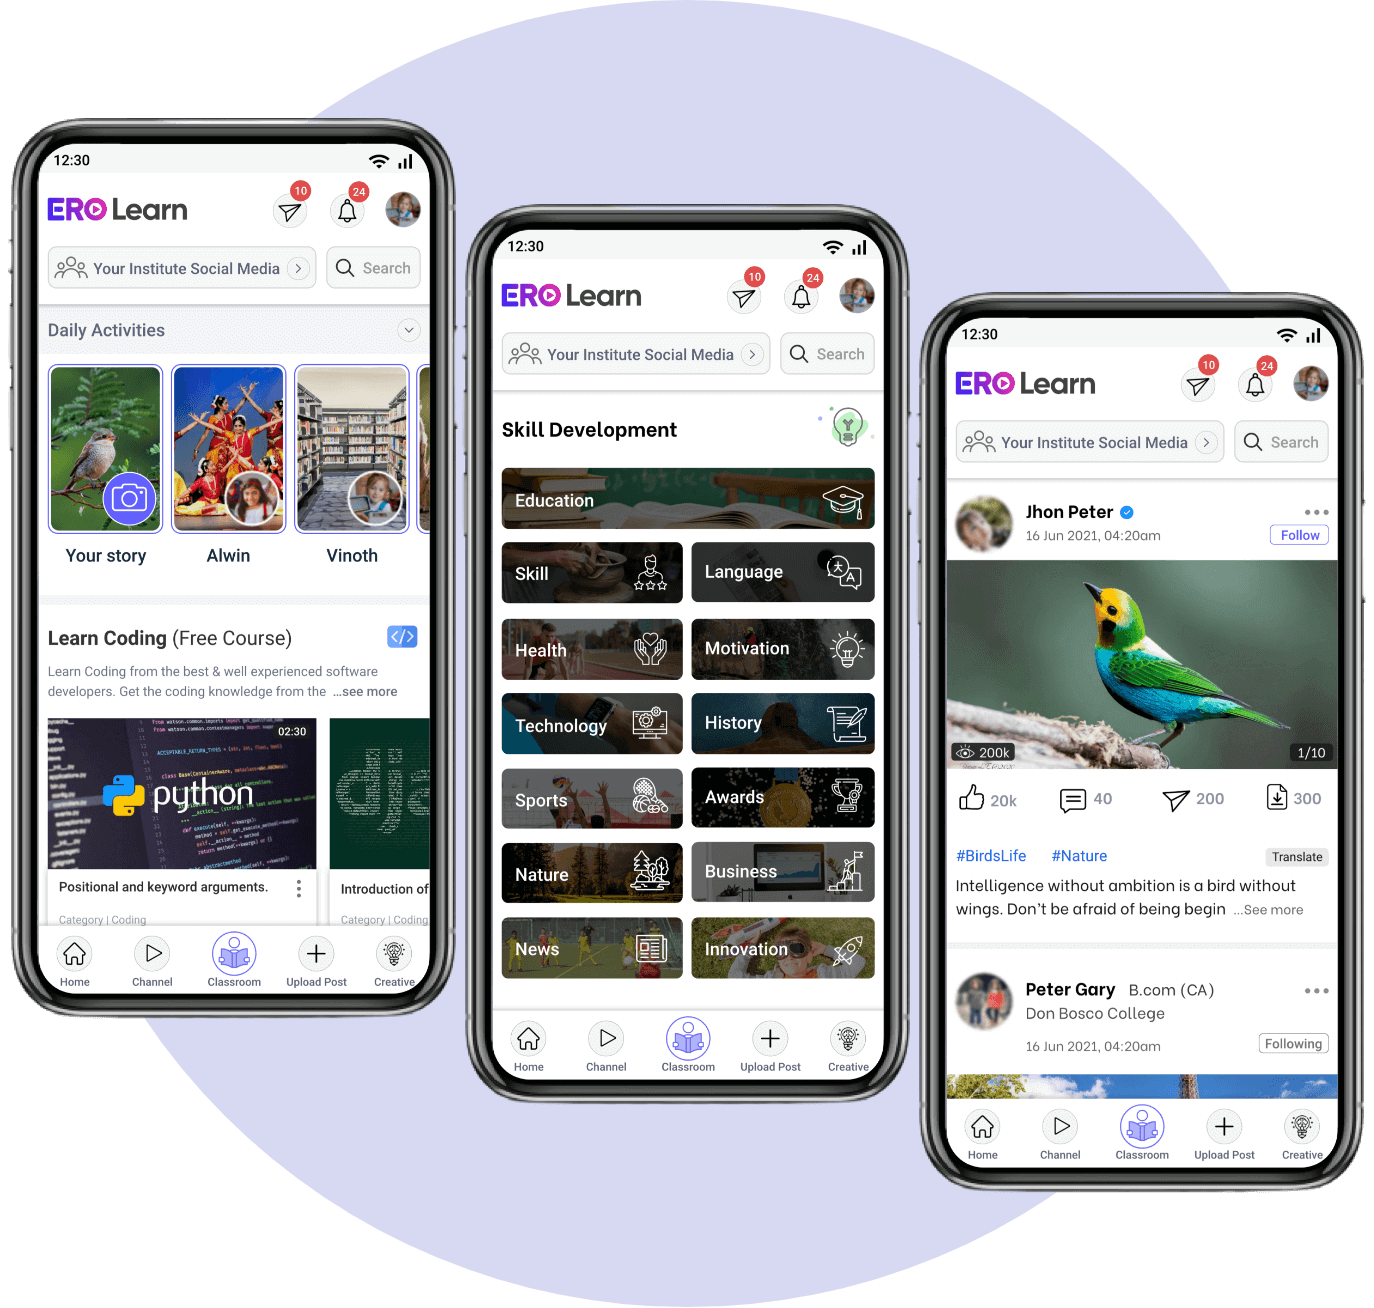 12:30
ERO Learn
10
24
Your Institute Social Media
Search
Daily Activities
Your story
Alwin
Vinoth
Learn Coding (Free Course)
Learn Coding from the best & well experienced software
developers. Get the coding knowledge from the ...see more
02:30
python
Positional and keyword arguments.
Category | Coding
Introduction of
Category | Coding
Home
Channel
Classroom
Upload Post
Creative
12:30
ERO Learn
10
24
Your Institute Social Media
Search
Skill Development
Education
Skill
Language
Health
Motivation
Technology
History
Sports
Awards
Nature
Business
News
Innovation
Home
Channel
Classroom
Upload Post
Creative
12:30
ERO Learn
10
24
Your Institute Social Media
Search
Jhon Peter
16 Jun 2021, 04:20am
Follow
200k
1/10
20k
40
200
300
#BirdsLife #Nature
Translate
Intelligence without ambition is a bird without
wings. Don't be afraid of being begin ...See more
Peter Gary B.com (CA)
Don Bosco College
16 Jun 2021, 04:20am
Following
Home
Channel
Classroom
Upload Post
Creative